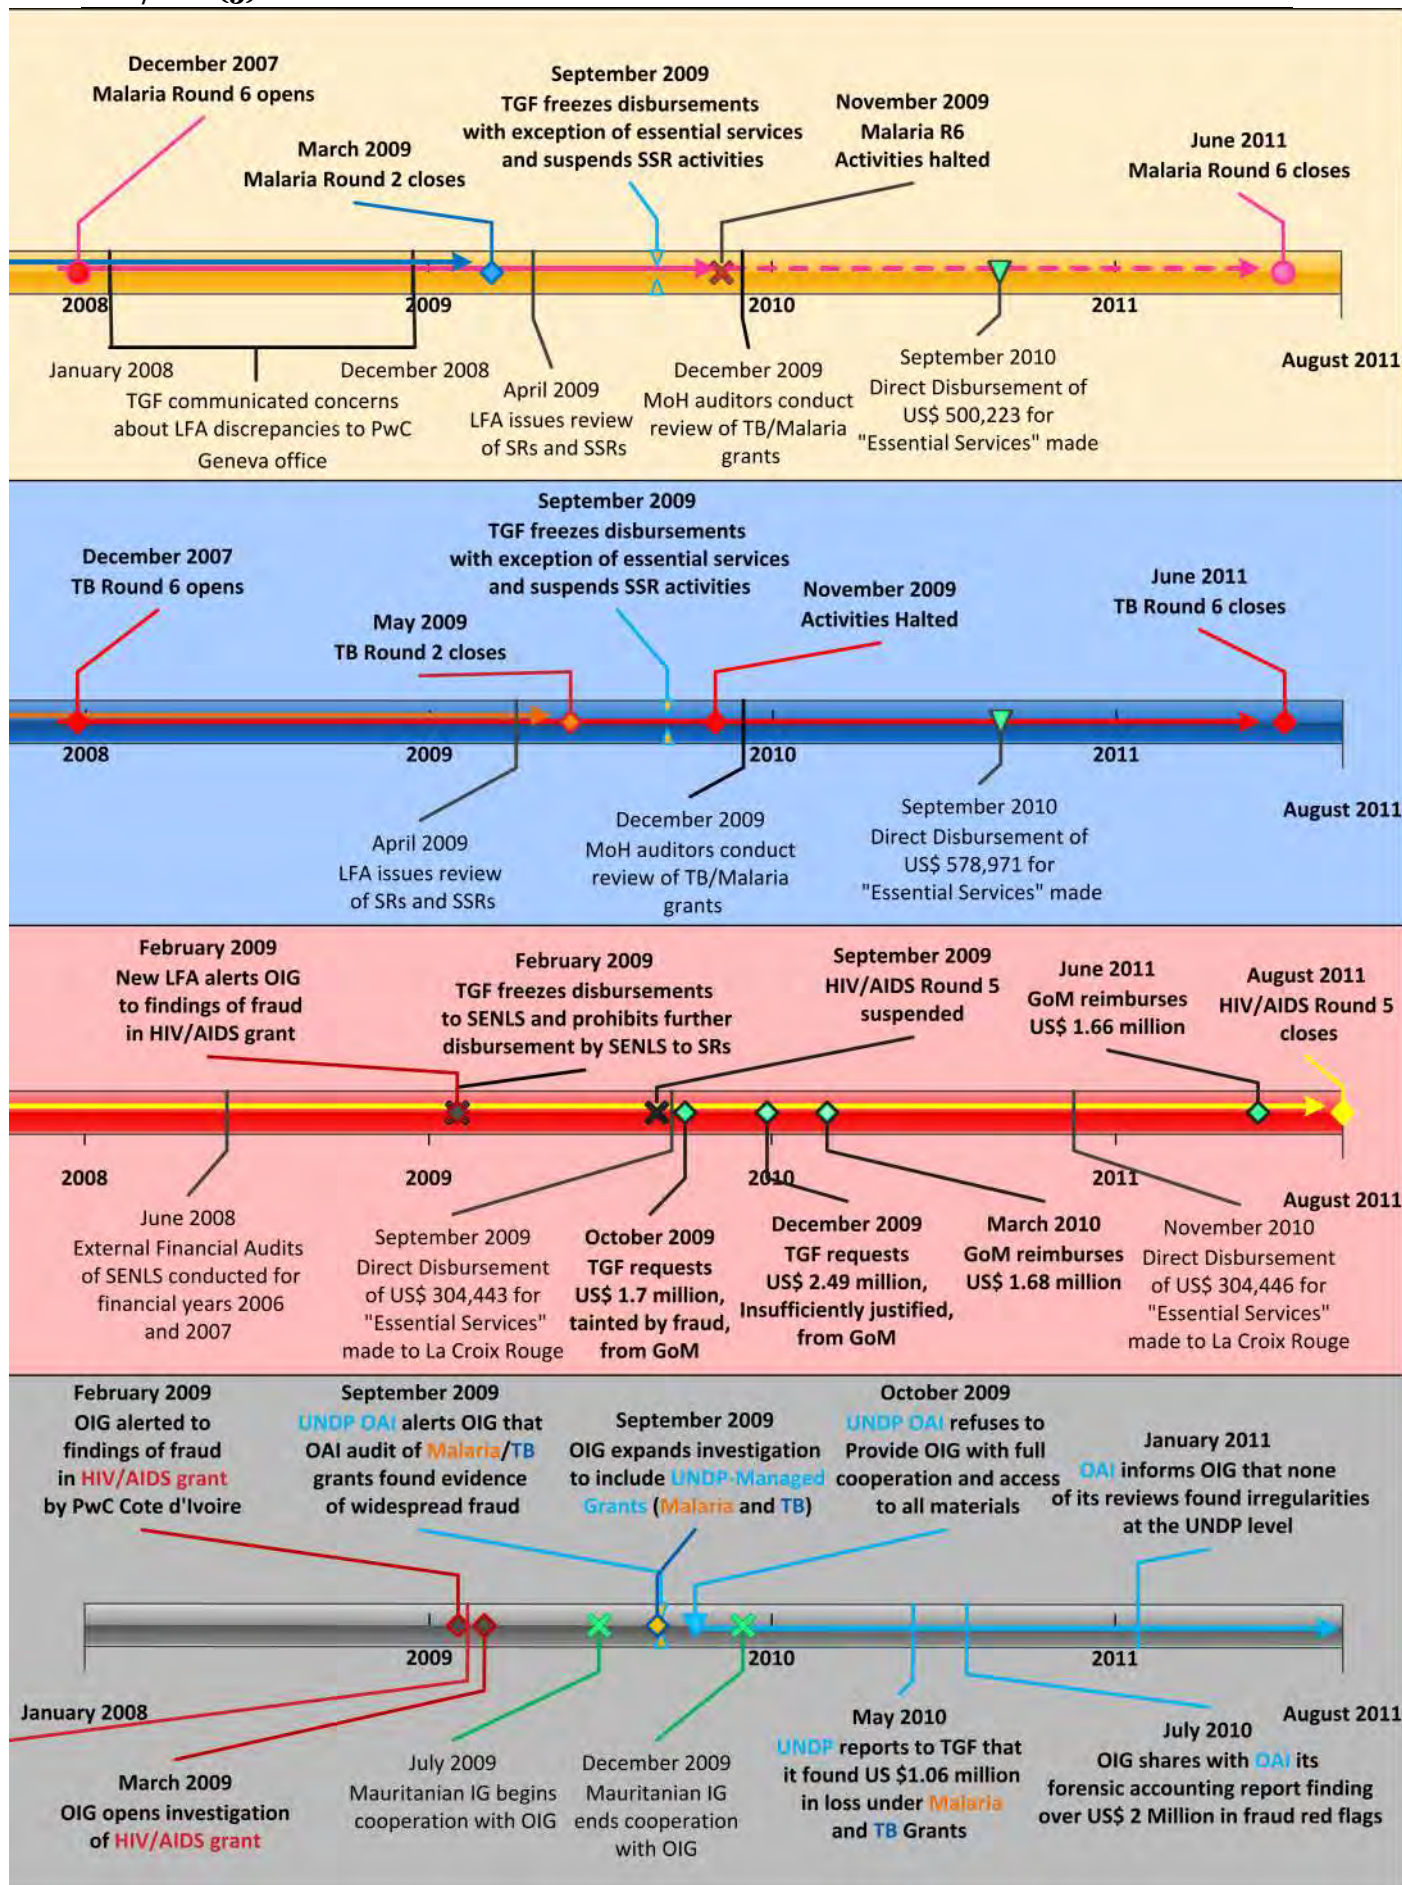 December 2007
Malaria Round 6 opens
March 2009
Malaria Round 2 closes
September 2009
TGF freezes disbursements
with exception of essential services
and suspends SSR activities
November 2009
Malaria R6
Activities halted
June 2011
Malaria Round 6 closes
2008
2009
2010
2011
January 2008
December 2008
TGF communicated concerns
about LFA discrepancies to PwC
Geneva office
April 2009
LFA issues review
of SRs and SSRs
December 2009
MoH auditors conduct
review of TB/Malaria
grants
September 2010
Direct Disbursement of
US$ 500,223 for
"Essential Services" made
August 2011
December 2007
TB Round 6 opens
May 2009
TB Round 2 closes
September 2009
TGF freezes disbursements
with exception of essential services
and suspends SSR activities
November 2009
Activities Halted
June 2011
TB Round 6 closes
2008
2009
2010
2011
April 2009
LFA issues review
of SRs and SSRs
December 2009
MoH auditors conduct
review of TB/Malaria
grants
September 2010
Direct Disbursement of
US$ 578,971 for
"Essential Services" made
August 2011
February 2009
New LFA alerts OIG
to findings of fraud
in HIV/AIDS grant
February 2009
TGF freezes disbursements
to SENLS and prohibits further
disbursement by SENLS to SRs
September 2009
HIV/AIDS Round 5
suspended
June 2011
GoM reimburses
US$ 1.66 million
August 2011
HIV/AIDS Round 5
closes
2008
2009
2010
2011
June 2008
External Financial Audits
of SENLS conducted for
financial years 2006
and 2007
September 2009
Direct Disbursement
of US$ 304,443 for
"Essential Services"
made to La Croix Rouge
October 2009
TGF requests
US$ 1.7 million,
tainted by fraud,
from GoM
December 2009
TGF requests
US$ 2.49 million,
Insufficiently justified,
from GoM
March 2010
GoM reimburses
US$ 1.68 million
November 2010
Direct Disbursement
of US$ 304,446 for
"Essential Services"
made to La Croix Rouge
August 2011
February 2009
OIG alerted to
findings of fraud
in HIV/AIDS grant
by PwC Cote d'Ivoire
September 2009
UNDP OAI alerts OIG that
OAI audit of Malaria/TB
grants found evidence
of widespread fraud
September 2009
OIG expands investigation
to include UNDP-Managed
Grants (Malaria and TB)
October 2009
UNDP OAI refuses to
Provide OIG with full
cooperation and access
to all materials
January 2011
OAI informs OIG that none
of its reviews found irregularities
at the UNDP level
2009
2010
2011
January 2008
March 2009
OIG opens investigation
of HIV/AIDS grant
July 2009
Mauritanian IG begins
cooperation with OIG
December 2009
Mauritanian IG
ends cooperation
with OIG
May 2010
UNDP reports to TGF that
it found US $1.06 million
in loss under Malaria
and TB Grants
July 2010
OIG shares with OAI its
forensic accounting report finding
over US$ 2 Million in fraud red flags
August 2011